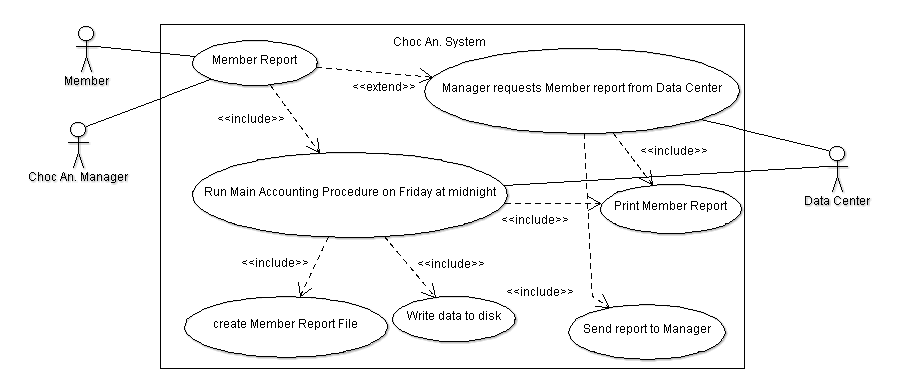 Choc An. System
Member Report
Member
Manager requests Member report from Data Center
<<extend>>
<<include>>
<<include>>
Choc An. Manager
Run Main Accounting Procedure on Friday at midnight
Data Center
Print Member Report
<<include>>
<<include>>
<<include>>
<<include>>
create Member Report File
Write data to disk
Send report to Manager